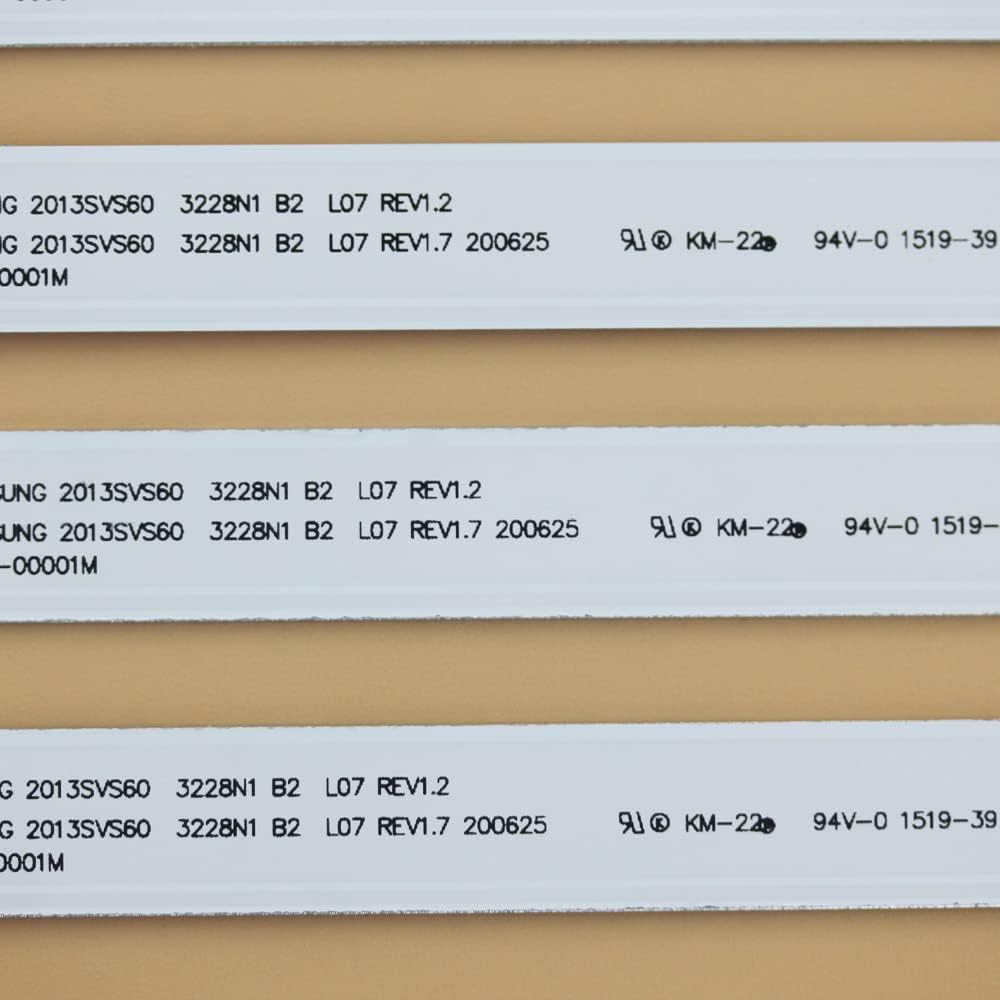 G 2013SVS60 3228N1 B2 L07 REV1.2
G 2013SVS60 3228N1 B2 L07 REV1.7 200625 KM-22 94V-0 1519-39
0001M
UNG 2013SVS60 3228N1 B2 L07 REV1.2
UNG 2013SVS60 3228N1 B2 L07 REV1.7 200625 KM-22 94V-0 1519-
-00001M
G 2013SVS60 3228N1 B2 L07 REV1.2
G 2013SVS60 3228N1 B2 L07 REV1.7 200625 KM-22 94V-0 1519-39
0001M